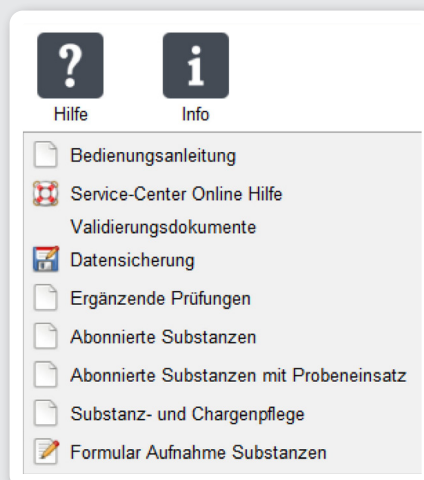 ?
i
Hilfe
Info
Bedienungsanleitung
Service-Center Online Hilfe
Validierungsdokumente
Datensicherung
Ergänzende Prüfungen
Abonnierte Substanzen
Abonnierte Substanzen mit Probeneinsatz
Substanz- und Chargenpflege
Formular Aufnahme Substanzen